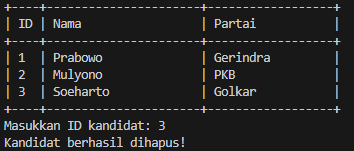 +----+--------------------+-----------------+
| ID | Nama               | Partai          |
+----+--------------------+-----------------+
| 1  | Prabowo            | Gerindra        |
| 2  | Mulyono            | PKB             |
| 3  | Soeharto           | Golkar          |
+----+--------------------+-----------------+
Masukkan ID kandidat: 3
Kandidat berhasil dihapus!